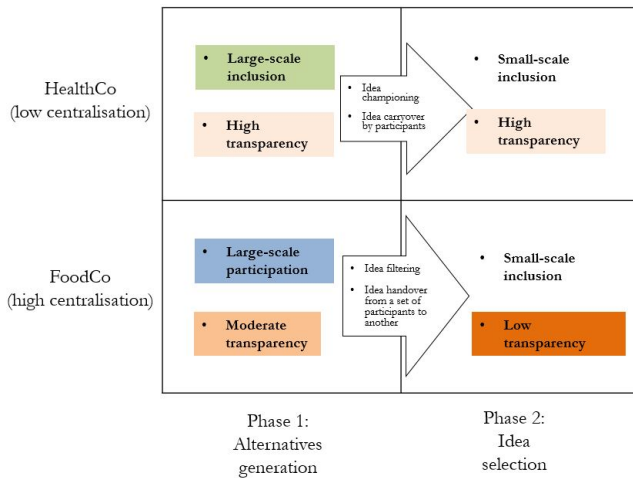 HealthCo
(low centralisation)
• Large-scale
inclusion
• High
transparency
• Idea
championing
• Idea carryover
by participants
• Small-scale
inclusion
• High
transparency
FoodCo
(high centralisation)
• Large-scale
participation
• Moderate
transparency
• Idea filtering
• Idea handover
from a set of
participants to
another
• Small-scale
inclusion
• Low
transparency
Phase 1:
Alternatives
generation
Phase 2:
Idea
selection